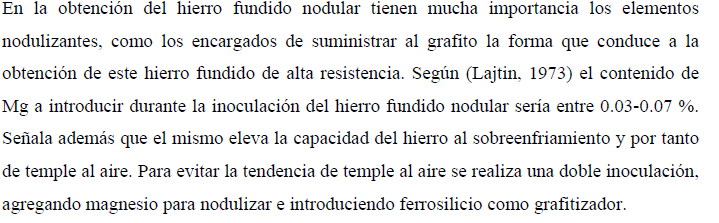 En la obtención del hierro fundido nodular tienen mucha importancia los elementos
nodulizantes, como los encargados de suministrar al grafito la forma que conduce a la
obtención de este hierro fundido de alta resistencia. Según (Lajtin, 1973) el contenido de
Mg a introducir durante la inoculación del hierro fundido nodular sería entre 0.03-0.07 %.
Señala además que el mismo eleva la capacidad del hierro al sobreenfriamiento y por tanto
de temple al aire. Para evitar la tendencia de temple al aire se realiza una doble inoculación,
agregando magnesio para nodulizar e introduciendo ferrosilicio como grafitizador.